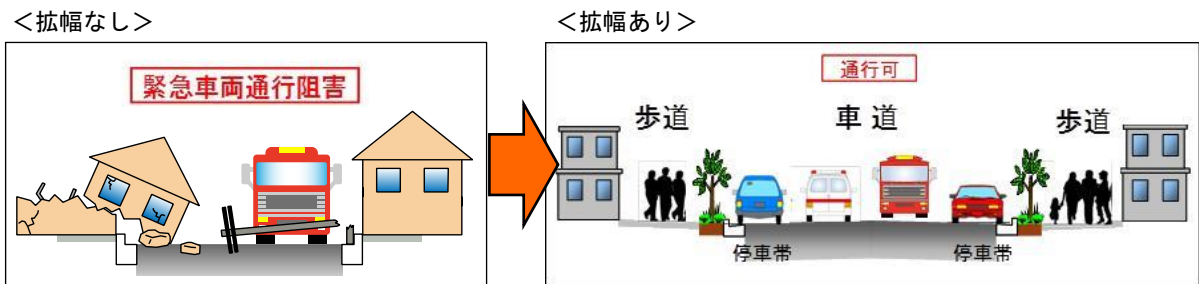 ＜拡幅なし＞
緊急車両通行阻害
＜拡幅あり＞
通行可
歩道
車道
歩道
停車帯
停車帯